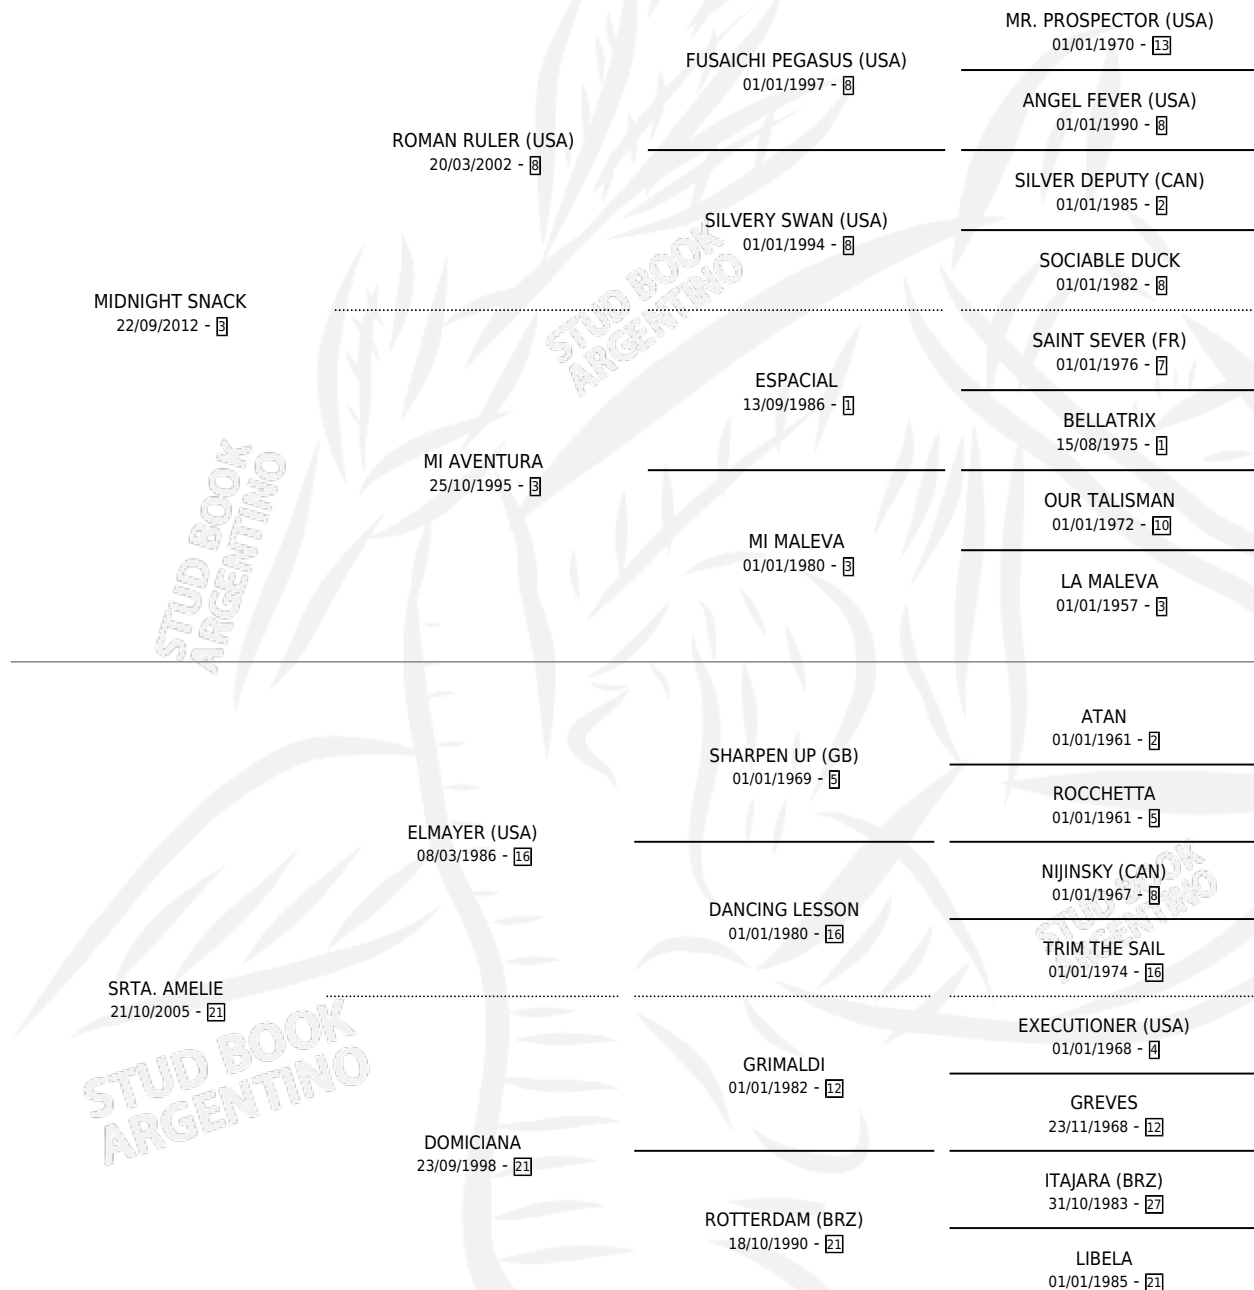 MR. PROSPECTOR (USA)
01/01/1970 - 13
FUSAICHI PEGASUS (USA)
01/01/1997 - 8
ANGEL FEVER (USA)
01/01/1990 - 8
ROMAN RULER (USA)
20/03/2002 - 8
SILVER DEPUTY (CAN)
01/01/1985 - 2
SILVERY SWAN (USA)
01/01/1994 - 8
SOCIABLE DUCK
01/01/1982 - 8
MIDNIGHT SNACK
22/09/2012 - 3
STUD BOOK
ARGENTINO
SAINT SEVER (FR)
01/01/1976 - 7
ESPACIAL
13/09/1986 - 1
BELLATRIX
15/08/1975 - 1
MI AVENTURA
25/10/1995 - 3
OUR TALISMAN
01/01/1972 - 10
MI MALEVA
01/01/1980 - 3
LA MALEVA
01/01/1957 - 3
STUD BOOK
ARGENTINO
ATAN
01/01/1961 - 2
SHARPEN UP (GB)
01/01/1969 - 5
ROCCHETTA
01/01/1961 - 5
ELMAYER (USA)
08/03/1986 - 16
NIJINSKY (CAN)
01/01/1967 - 8
DANCING LESSON
01/01/1980 - 16
STUD BOOK
ARGENTINO
TRIM THE SAIL
01/01/1974 - 16
SRTA. AMELIE
21/10/2005 - 21
STUD BOOK
ARGENTINO
EXECUTIONER (USA)
01/01/1968 - 4
GRIMALDI
01/01/1982 - 12
GREVES
23/11/1968 - 12
DOMICIANA
23/09/1998 - 21
ITAJARA (BRZ)
31/10/1983 - 27
ROTTERDAM (BRZ)
18/10/1990 - 21
LIBELA
01/01/1985 - 21